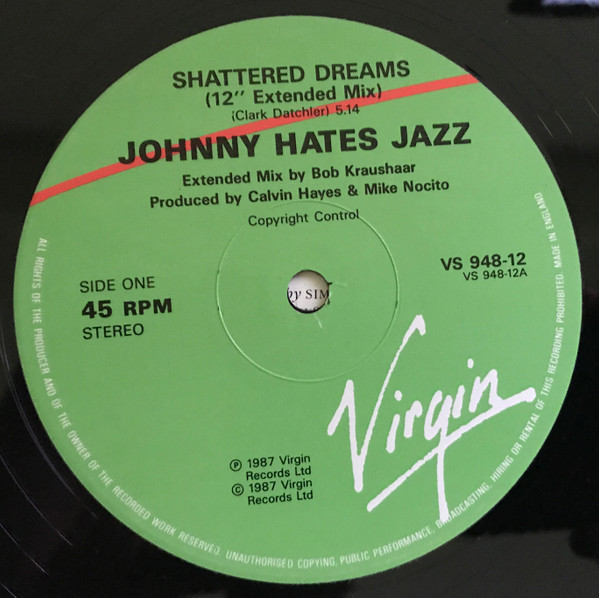 SHATTERED DREAMS
(12" Extended Mix)
(Clark Datchler) 5.14
JOHNNY HATES JAZZ
Extended Mix by Bob Kraushaar
Produced by Calvin Hayes & Mike Nocito
Copyright Control
SIDE ONE
45 RPM
STEREO
VS 948-12
VS 948-12A
by SIM
Virgin
℗ 1987 Virgin
Records Ltd
© 1987 Virgin
Records Ltd
ALL RIGHTS OF THE PRODUCER AND OF THE OWNER OF THE RECORDED WORK RESERVED. UNAUTHORISED COPYING, PUBLIC PERFORMANCE, BROADCASTING, HIRING OR RENTAL OF THIS RECORDING PROHIBITED. MADE IN ENGLAND